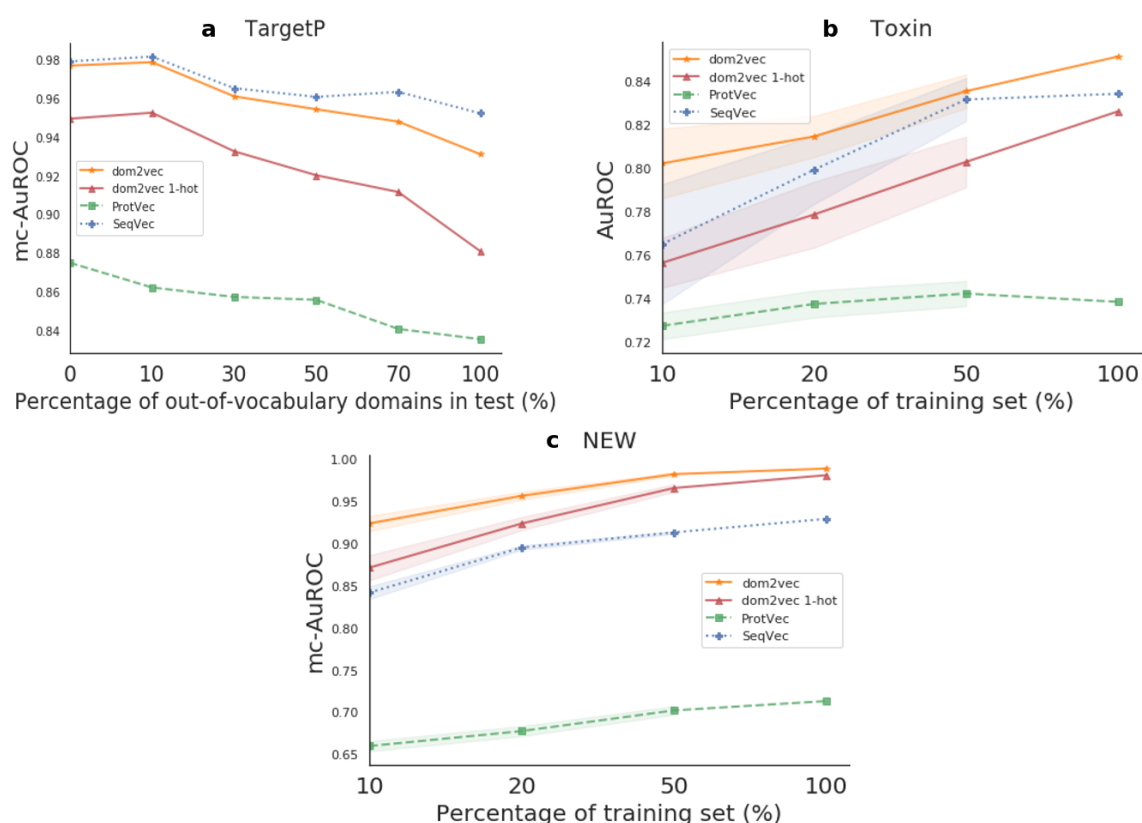 a TargetP
0.98
0.96
0.94
0.92
0.90
0.88
0.86
0.84
mc-AuROC
dom2vec
dom2vec 1-hot
ProtVec
SeqVec
0 10 30 50 70 100
Percentage of out-of-vocabulary domains in test (%)
b Toxin
0.84
0.82
0.80
0.78
0.76
0.74
0.72
AuROC
dom2vec
dom2vec 1-hot
ProtVec
SeqVec
10 20 50 100
Percentage of training set (%)
c NEW
1.00
0.95
0.90
0.85
0.80
0.75
0.70
0.65
mc-AuROC
dom2vec
dom2vec 1-hot
ProtVec
SeqVec
10 20 50 100
Percentage of training set (%)